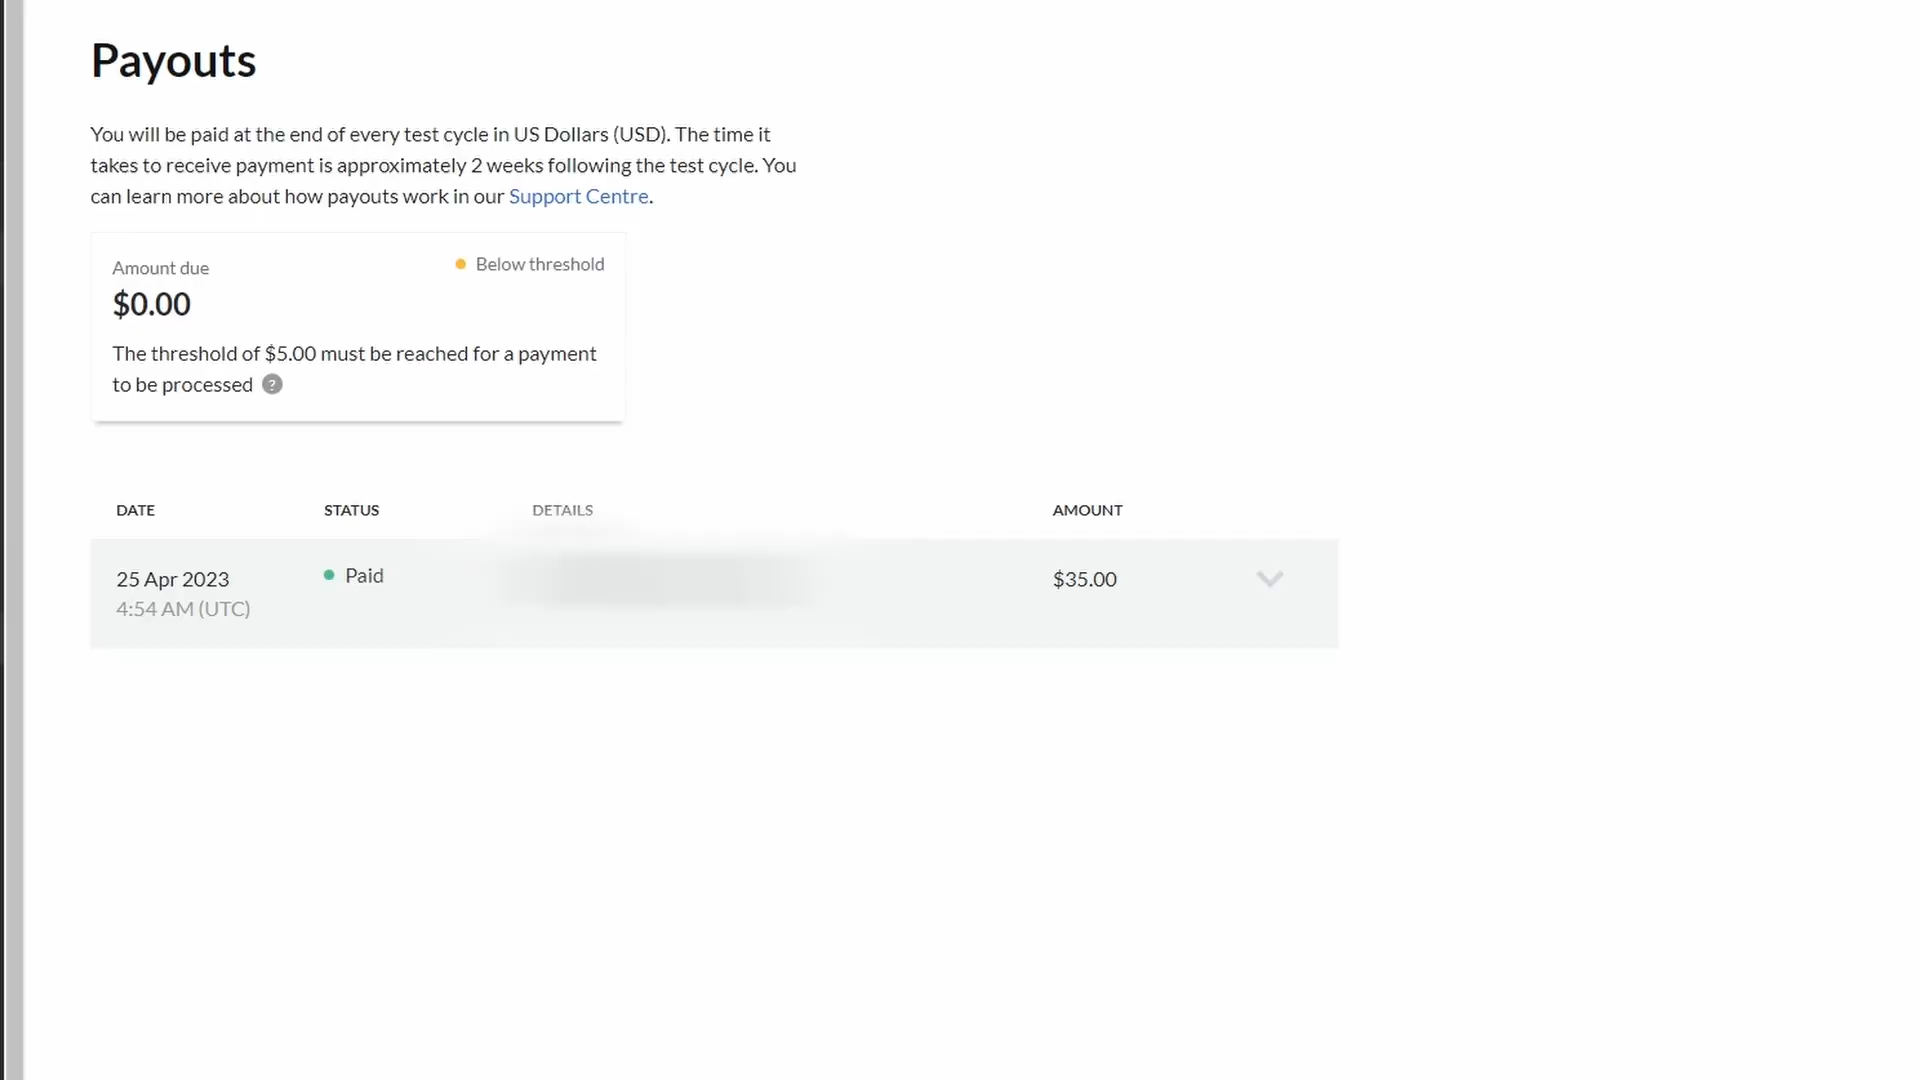 Payouts
You will be paid at the end of every test cycle in US Dollars (USD). The time it
takes to receive payment is approximately 2 weeks following the test cycle. You
can learn more about how payouts work in our Support Centre.
Amount due
Below threshold
$0.00
The threshold of $5.00 must be reached for a payment
to be processed ?
DATE STATUS DETAILS AMOUNT
25 Apr 2023 Paid $35.00
4:54 AM (UTC)